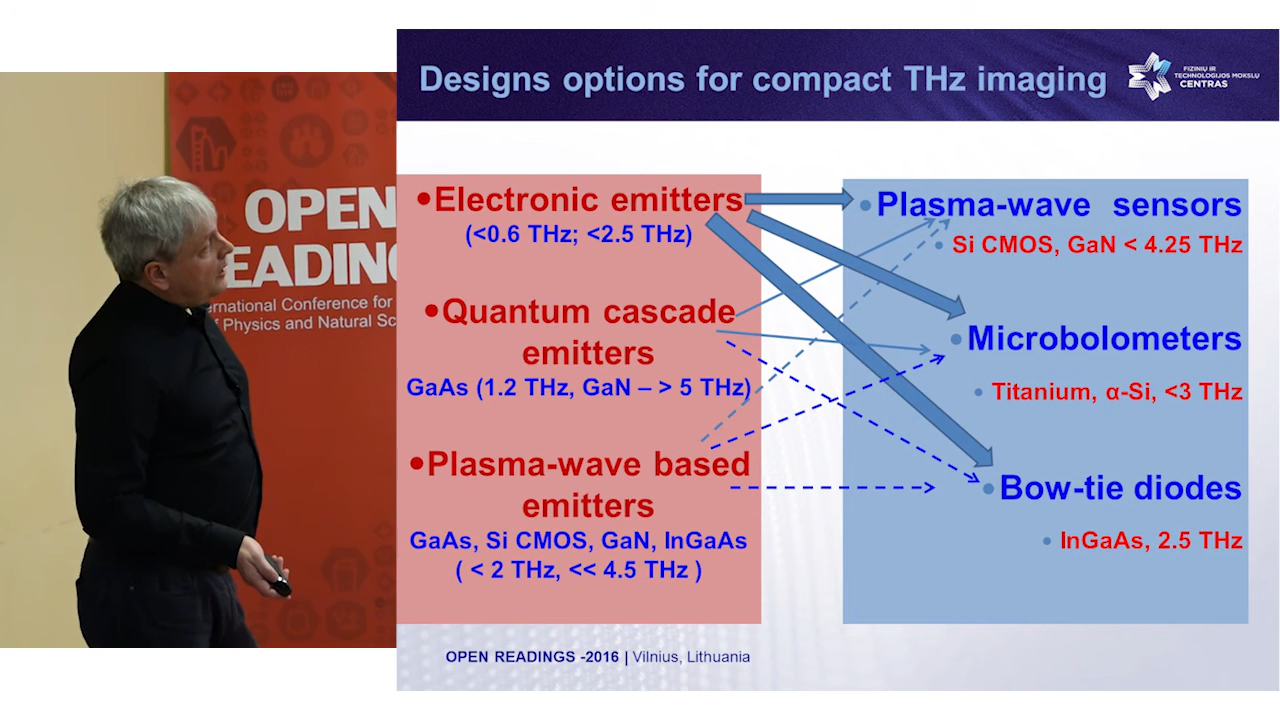 Designs options for compact THz imaging
FIZINIŲ IR
TECHNOLOGIJOS MOKSLŲ
CENTRAS
OPEN
EADING
ernational Conference for
f Physics and Natural Sc
•Electronic emitters
(<0.6 THz; <2.5 THz)
•Quantum cascade
emitters
GaAs (1.2 THz, GaN – > 5 THz)
•Plasma-wave based
emitters
GaAs, Si CMOS, GaN, InGaAs
( < 2 THz, << 4.5 THz )
• Plasma-wave sensors
• Si CMOS, GaN < 4.25 THz
• Microbolometers
• Titanium, α-Si, <3 THz
• Bow-tie diodes
• InGaAs, 2.5 THz
OPEN READINGS -2016 | Vilnius, Lithuania